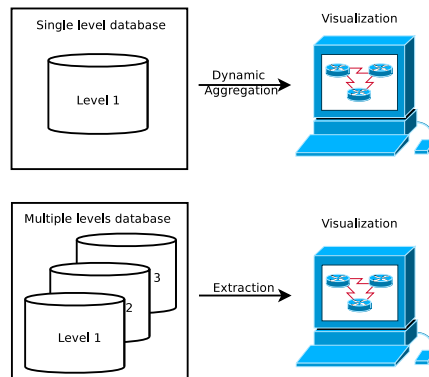 Single level database
Level 1
Dynamic
Aggregation
Visualization
Multiple levels database
3
2
Level 1
Extraction
Visualization